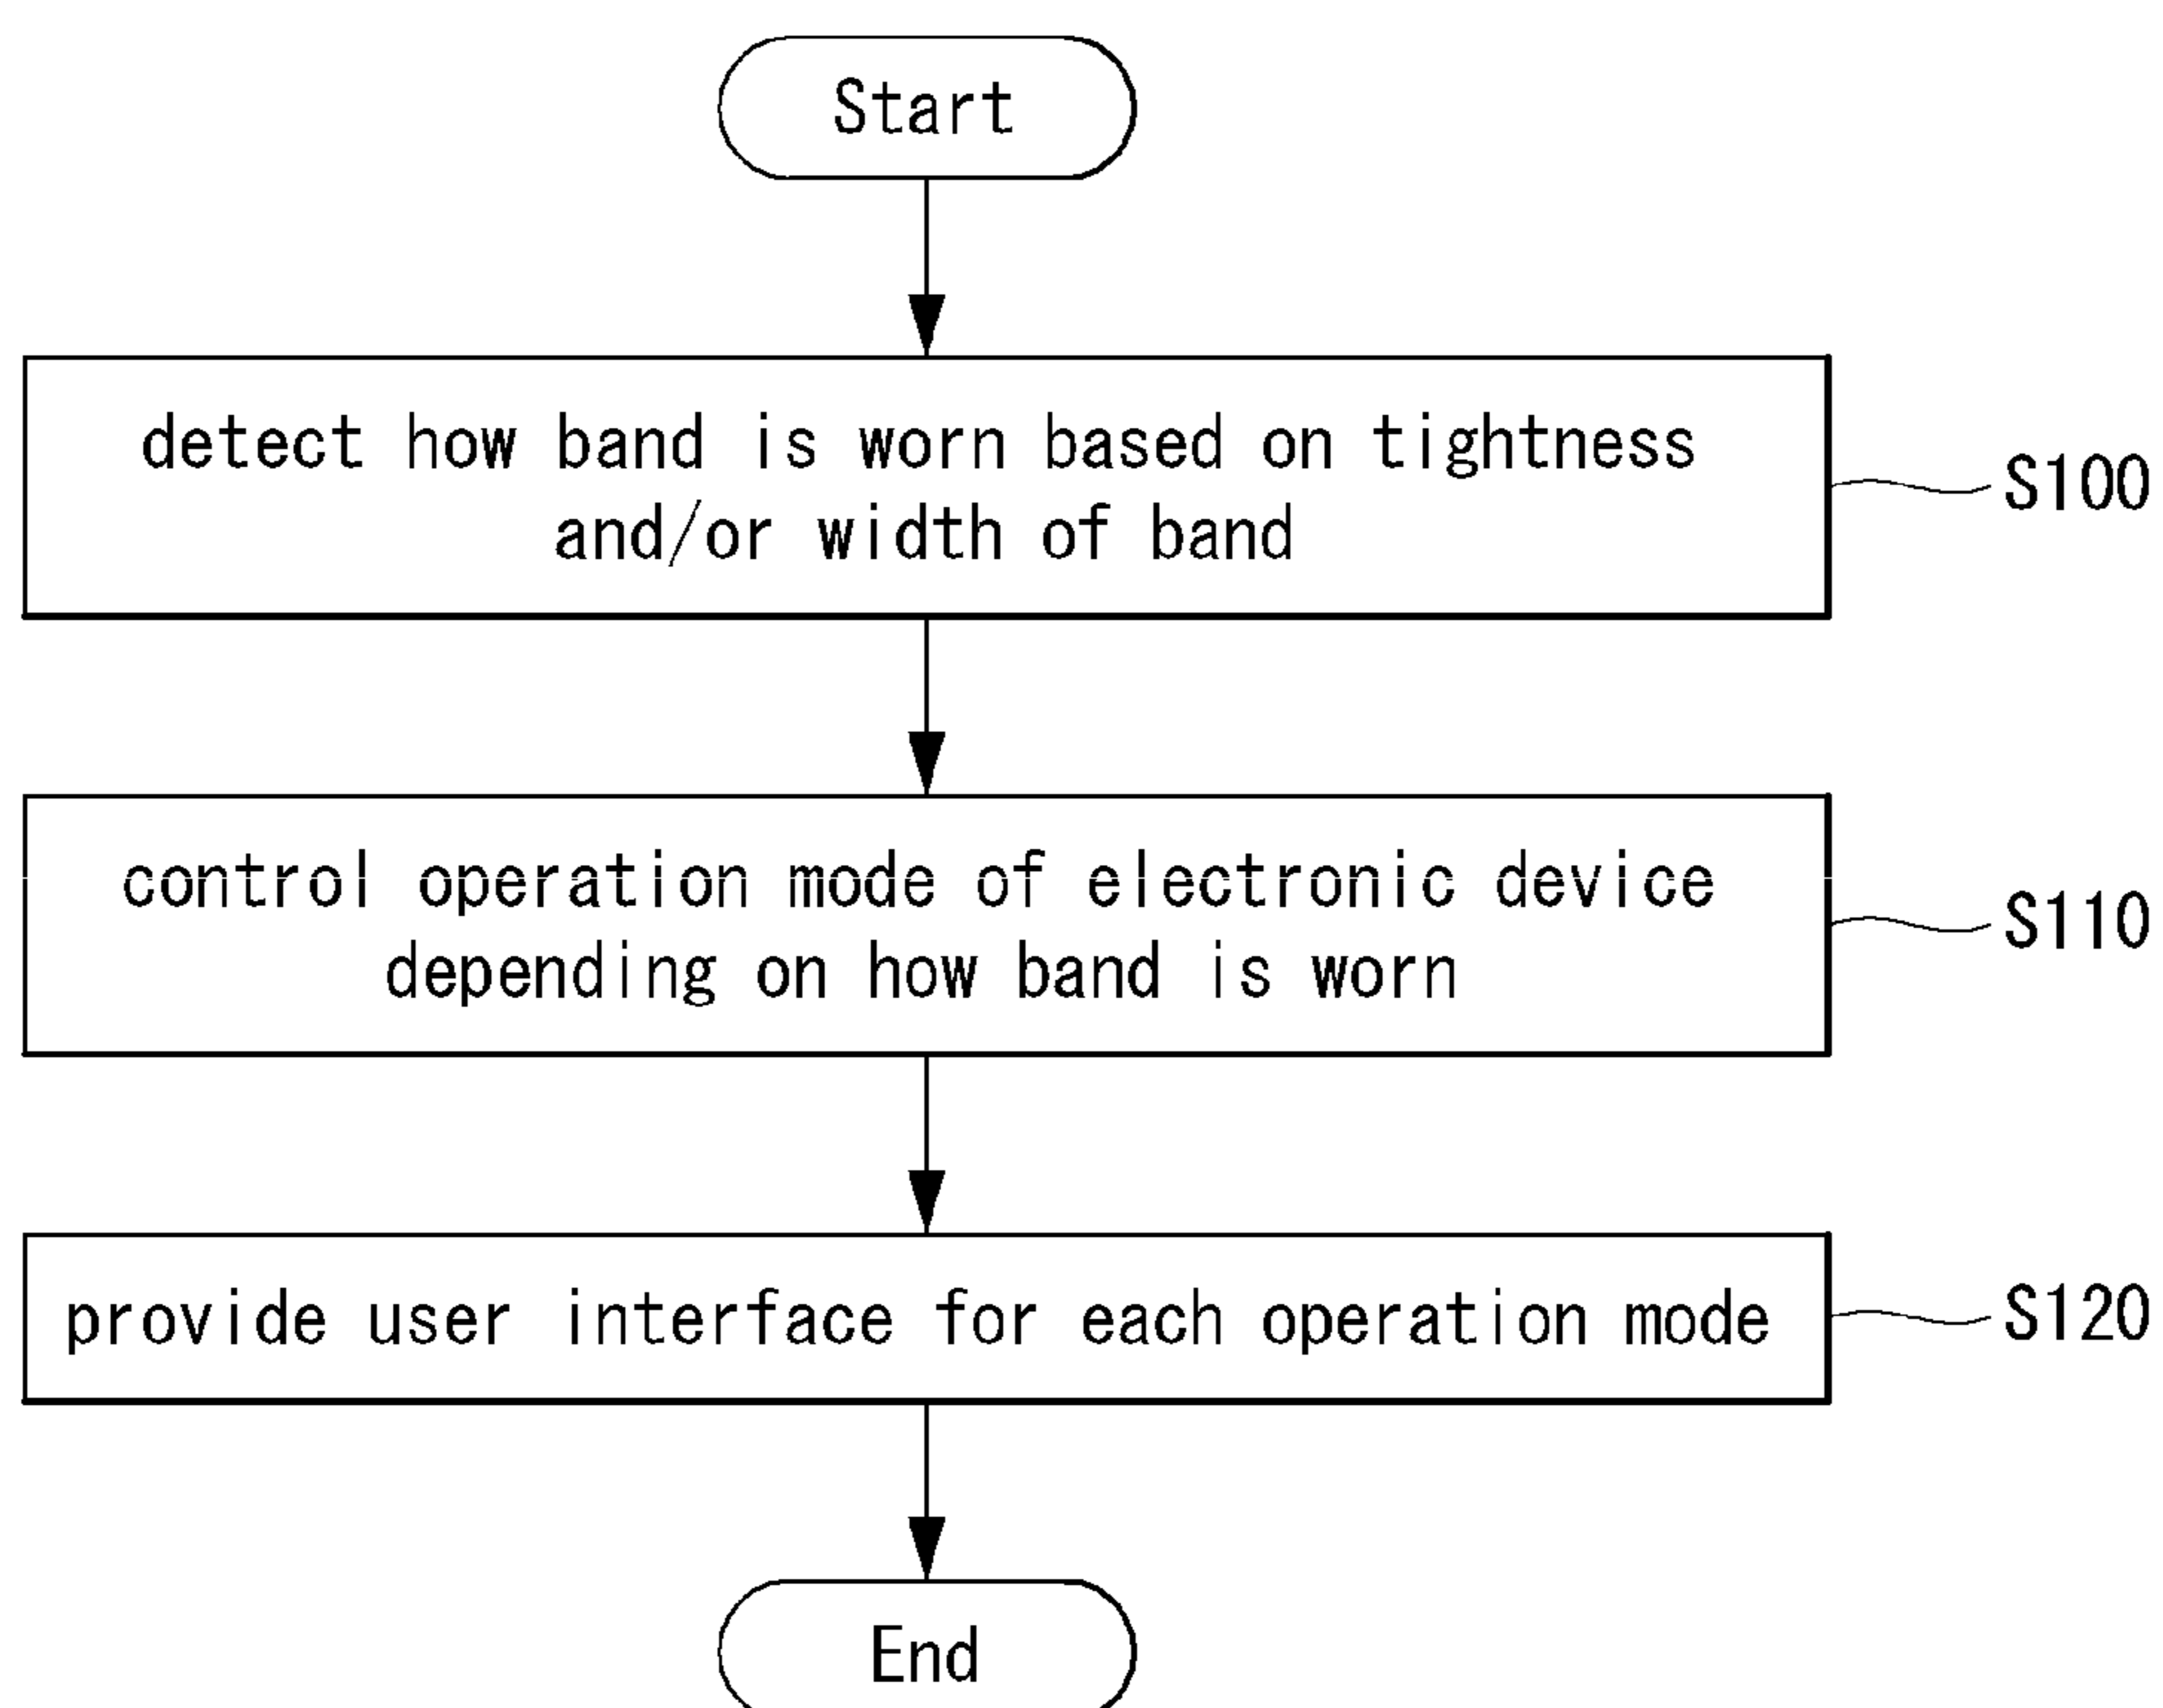 Start
detect how band is worn based on tightness
and/or width of band
S100
control operation mode of electronic device
depending on how band is worn
S110
provide user interface for each operation mode
S120
End